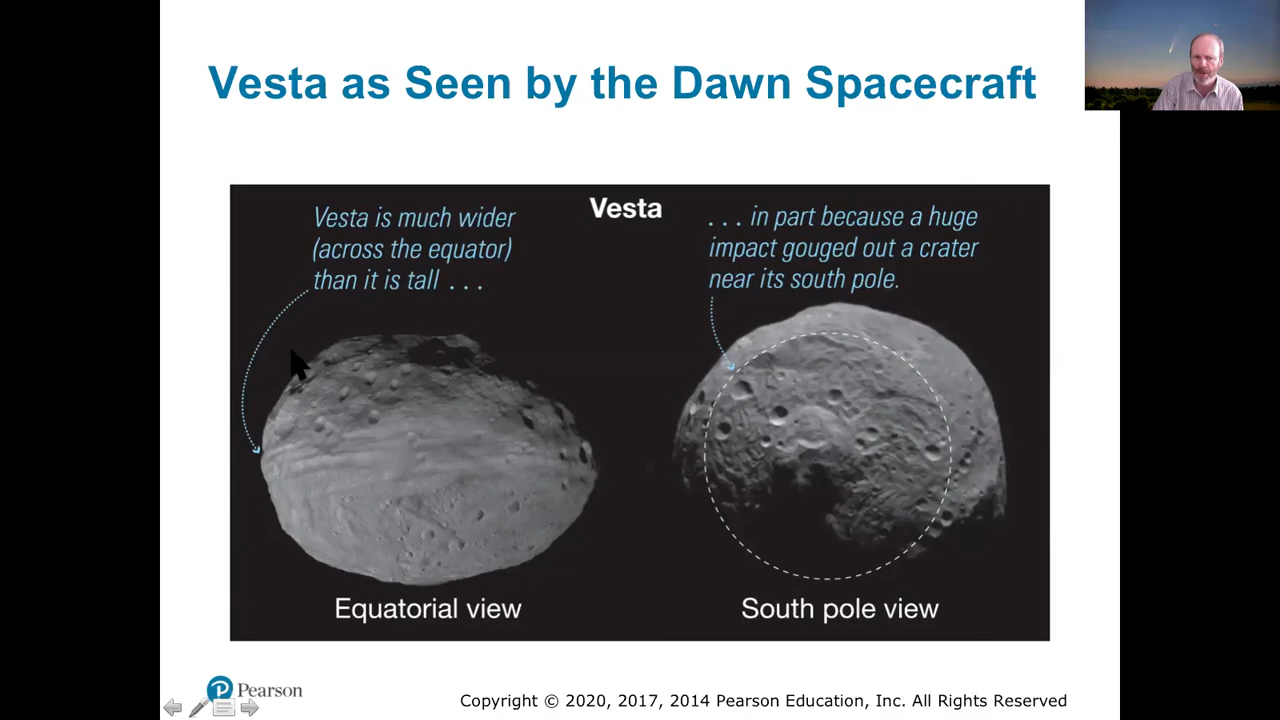 Vesta as Seen by the Dawn Spacecraft
Vesta
Vesta is much wider
(across the equator)
than it is tall . . .
. . . in part because a huge
impact gouged out a crater
near its south pole.
Equatorial view
South pole view
Pearson
Copyright © 2020, 2017, 2014 Pearson Education, Inc. All Rights Reserved